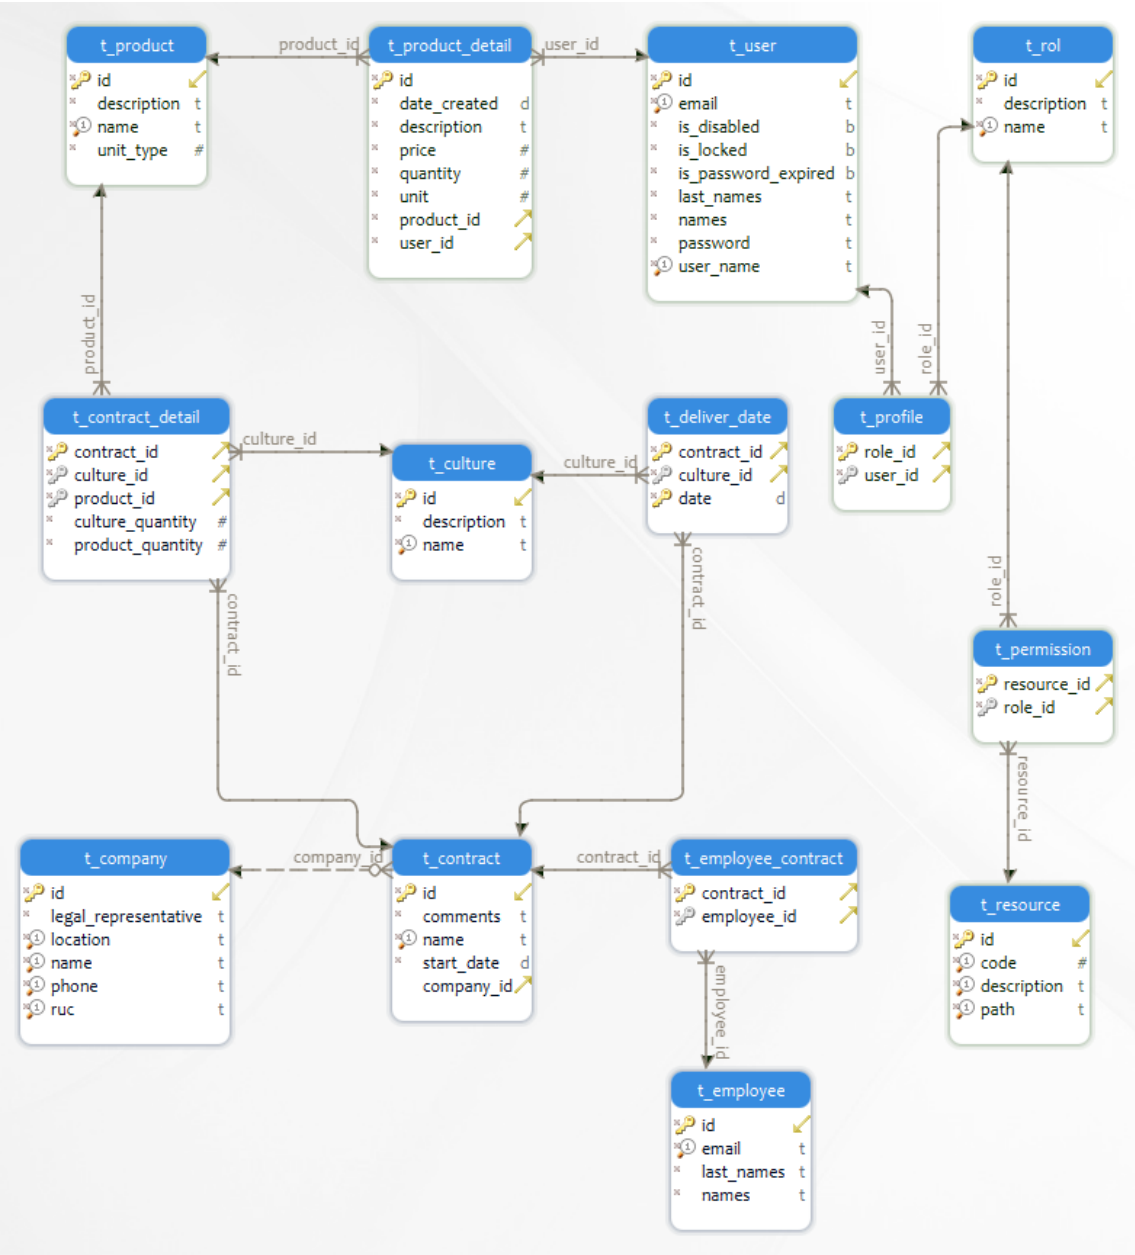 t_product
id
description t
name t
unit_type #
product_id
t_product_detail
id
date_created d
description t
price #
quantity #
unit #
product_id
user_id
user_id
t_user
id
email t
is_disabled b
is_locked b
is_password_expired b
last_names t
names t
password t
user_name t
t_rol
id
description t
name t
product_id
user_id
role_id
t_contract_detail
contract_id
culture_id
product_id
culture_quantity #
product_quantity #
culture_id
t_culture
id
description t
name t
culture_id
t_deliver_date
contract_id
culture_id
date d
t_profile
role_id
user_id
contract_id
contract_id
role_id
t_permission
resource_id
role_id
resource_id
t_company
id
legal_representative t
location t
name t
phone t
ruc t
company_id
t_contract
id
comments t
name t
start_date d
company_id
contract_id
t_employee_contract
contract_id
employee_id
t_resource
id
code #
description t
path t
employee_id
t_employee
id
email t
last_names t
names t